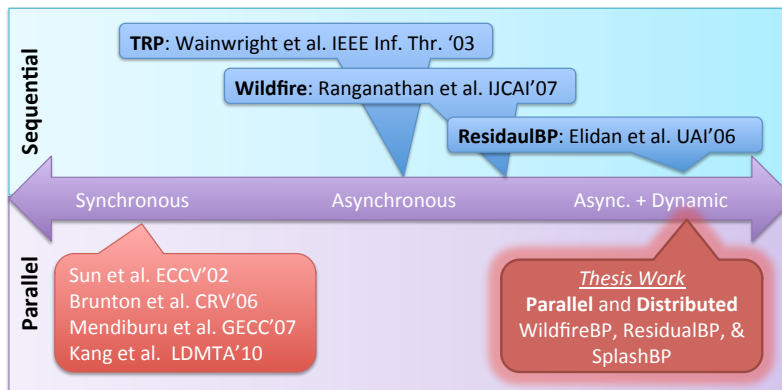 TRP: Wainwright et al. IEEE Inf. Thr. ‘03
Wildfire: Ranganathan et al. IJCAI’07
ResidaulBP: Elidan et al. UAI’06
Sequential
Synchronous
Asynchronous
Async. + Dynamic
Parallel
Sun et al. ECCV’02
Brunton et al. CRV’06
Mendiburu et al. GECC’07
Kang et al. LDMTA’10
Thesis Work
Parallel and Distributed
WildfireBP, ResidualBP, &
SplashBP